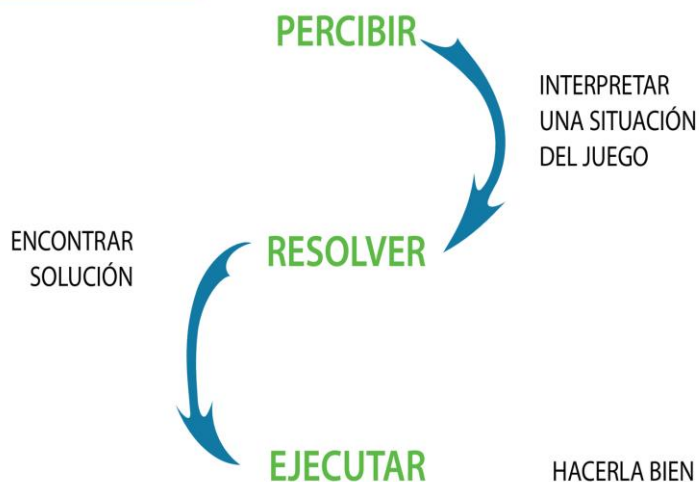 PERCIBIR
INTERPRETAR
UNA SITUACIÓN
DEL JUEGO
ENCONTRAR
SOLUCIÓN
RESOLVER
EJECUTAR
HACERLA BIEN